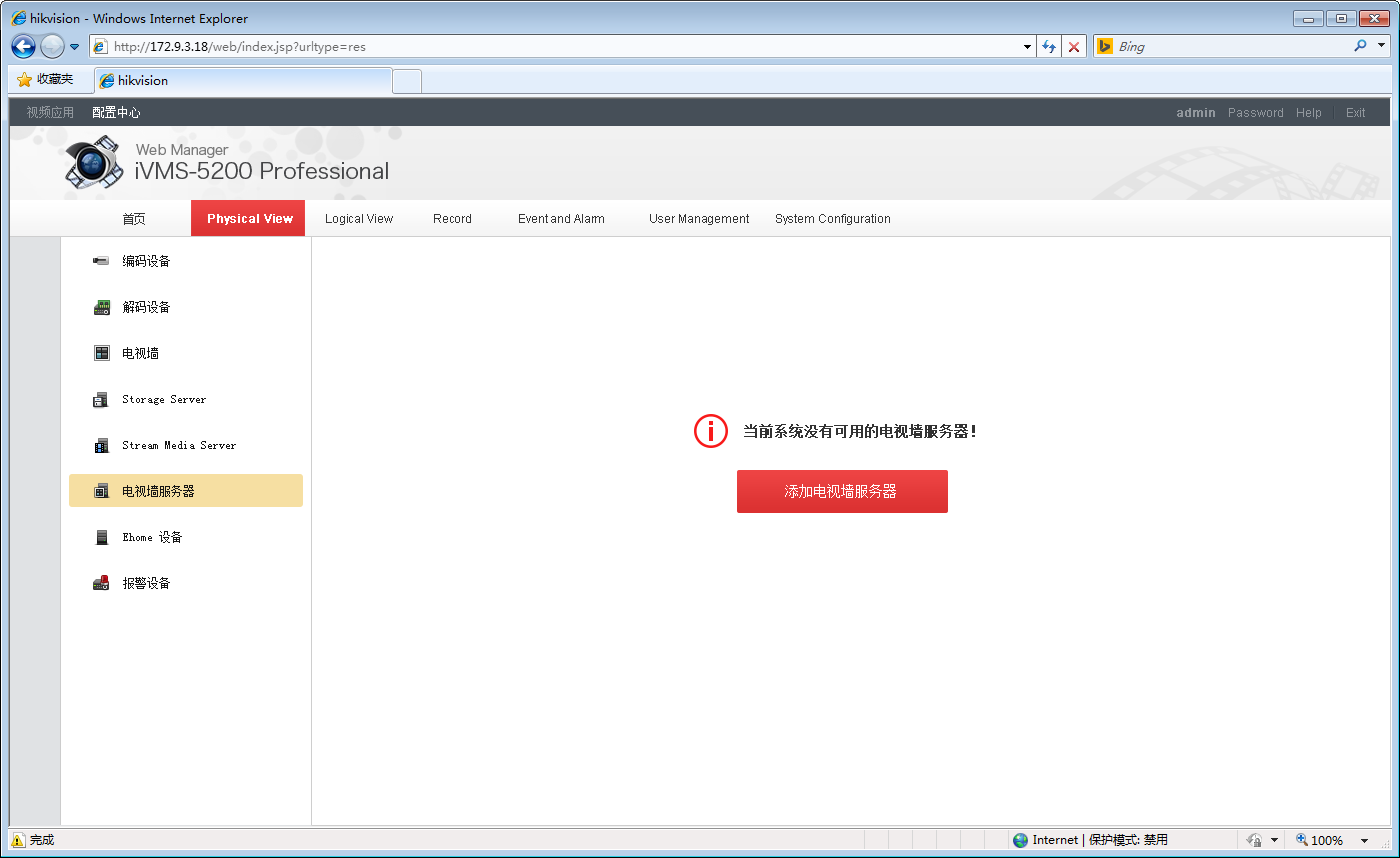 hikvision - Windows Internet Explorer
http://172.9.3.18/web/index.jsp?urltype=res
Bing
收藏夹
hikvision
视频应用 配置中心
admin Password Help Exit
Web Manager
iVMS-5200 Professional
首页 Physical View Logical View Record Event and Alarm User Management System Configuration
编码设备
解码设备
电视墙
Storage Server
Stream Media Server
电视墙服务器
Ehome 设备
报警设备
当前系统没有可用的电视墙服务器！
添加电视墙服务器
完成
Internet | 保护模式: 禁用
100%